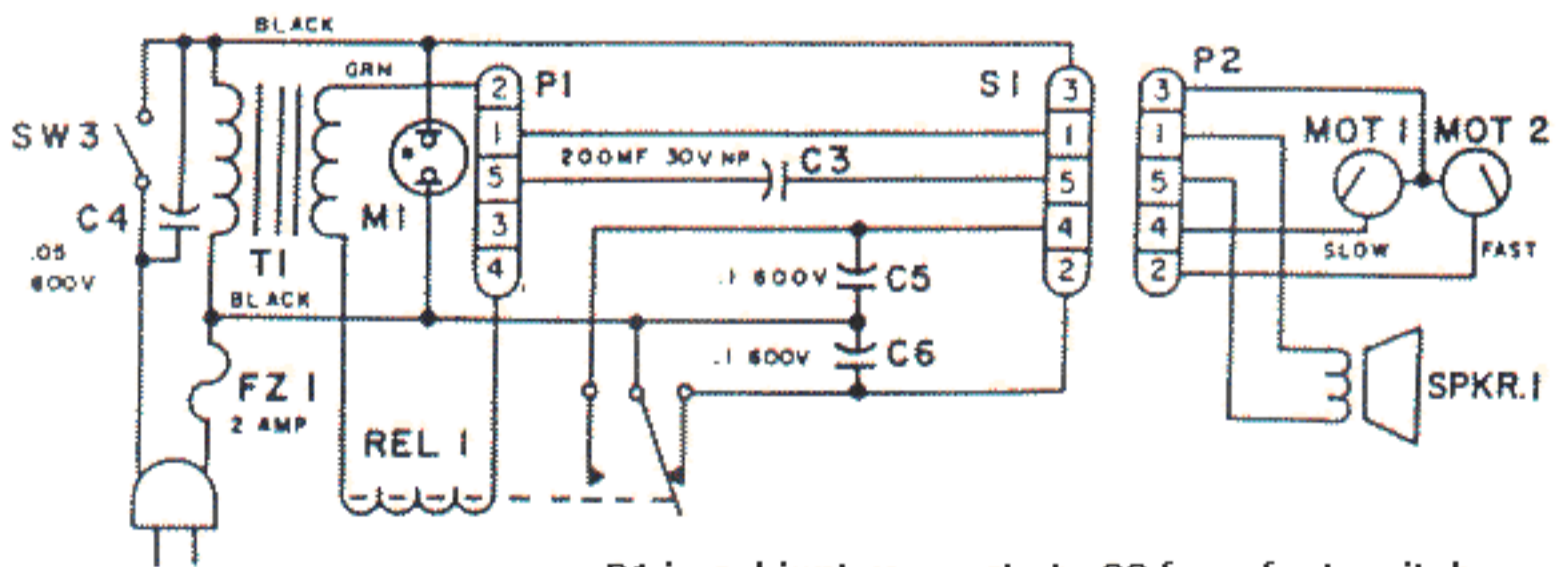 BLACK
GRN
P1
S1
P2
2
1
5
3
4
3
1
5
4
2
3
1
5
4
2
SW3
200MF 30V NP
C3
MOT 1
MOT 2
C4
.05
600V
T1
M1
SLOW
FAST
BLACK
.1 600V
C5
.1 600V
C6
FZ 1
2 AMP
REL 1
SPKR.1